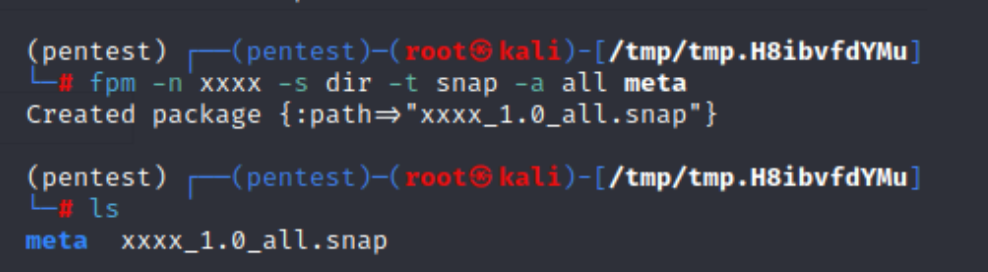 (pentest) ┌──(pentest)─(root㉿kali)-[/tmp/tmp.H8ibvfdYMu]
└─# fpm -n xxxx -s dir -t snap -a all meta
Created package {:path⇒"xxxx_1.0_all.snap"}
(pentest) ┌──(pentest)─(root㉿kali)-[/tmp/tmp.H8ibvfdYMu]
└─# ls
meta  xxxx_1.0_all.snap